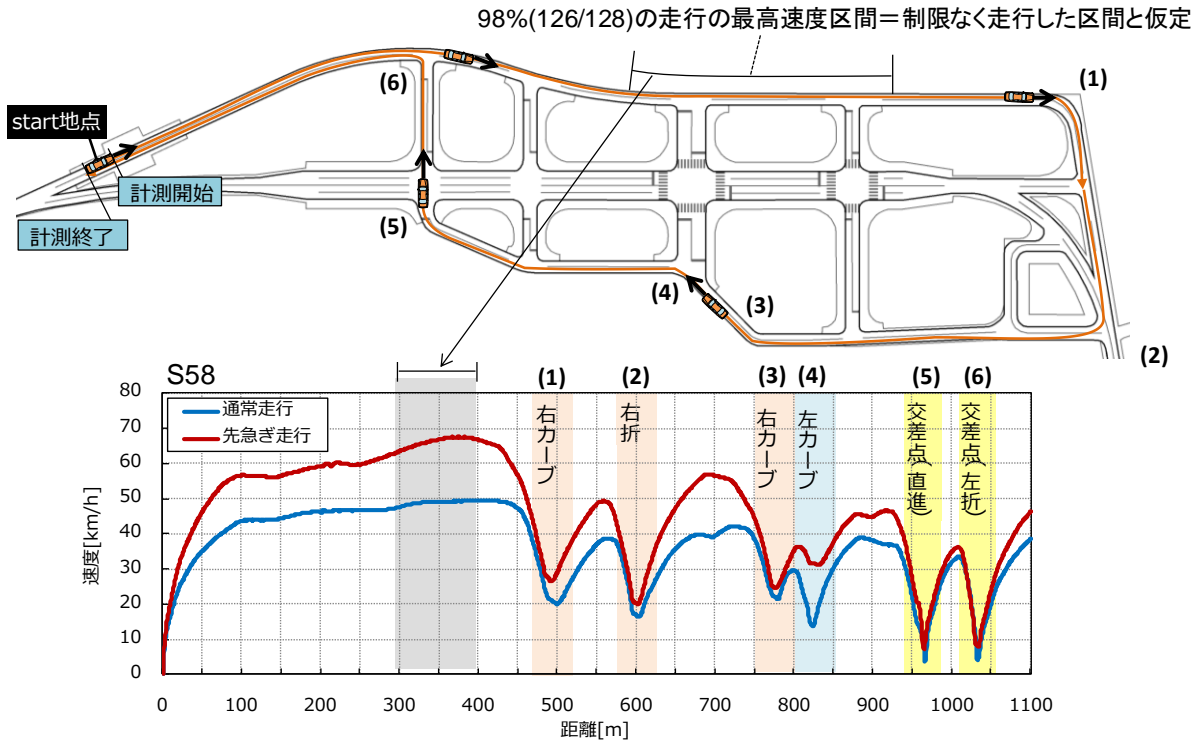 98%(126/128)の走行の最高速度区間＝制限なく走行した区間と仮定
(1)
(6)
start地点
計測開始
(5)
計測終了
(4)
(3)
(2)
S58
(1)
(2)
(3)
(4)
(5)
(6)
通常走行
先急ぎ走行
右カーブ
右折
右カーブ
左カーブ
交差点(直進)
交差点(左折)
速度[km/h]
80
70
60
50
40
30
20
10
0
0
100
200
300
400
500
600
700
800
900
1000
1100
距離[m]